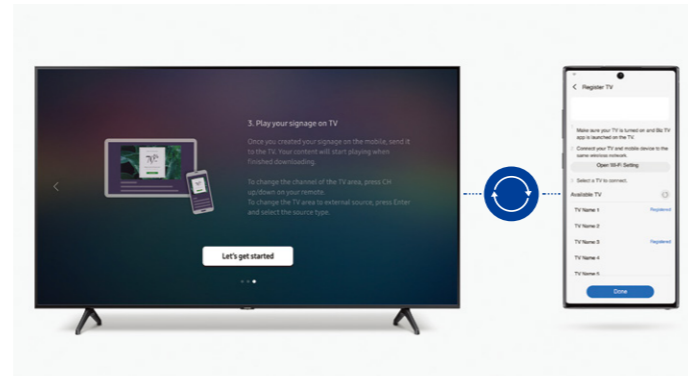 3. Play your signage on TV
Once you created your signage on the mobile, send it
to the TV. Your content will start playing when
finished downloading.
To change the channel of the TV area, press CH
up/down on your remote.
To change the TV area to external source, press Enter
and select the source type.
Let's get started
Register TV
Make sure your TV is turned on and Biz TV
app is launched on the TV.
Connect your TV and mobile device to the
same wireless network.
Open Wi-Fi Setting
Select a TV to connect.
Available TV
TV Name 1 Registered
TV Name 2
TV Name 3 Registered
TV Name 4
TV Name 5
Done